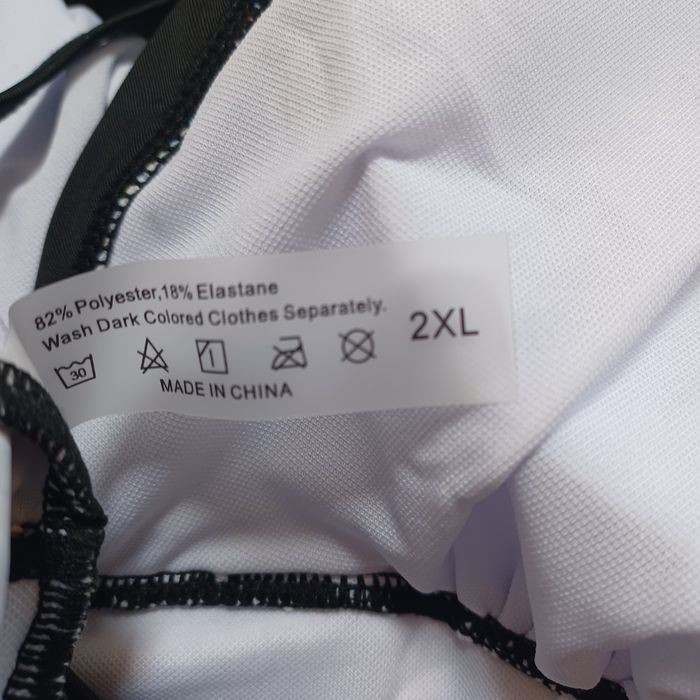 82% Polyester,18% Elastane
Wash Dark Colored Clothes Separately.
30
2XL
MADE IN CHINA